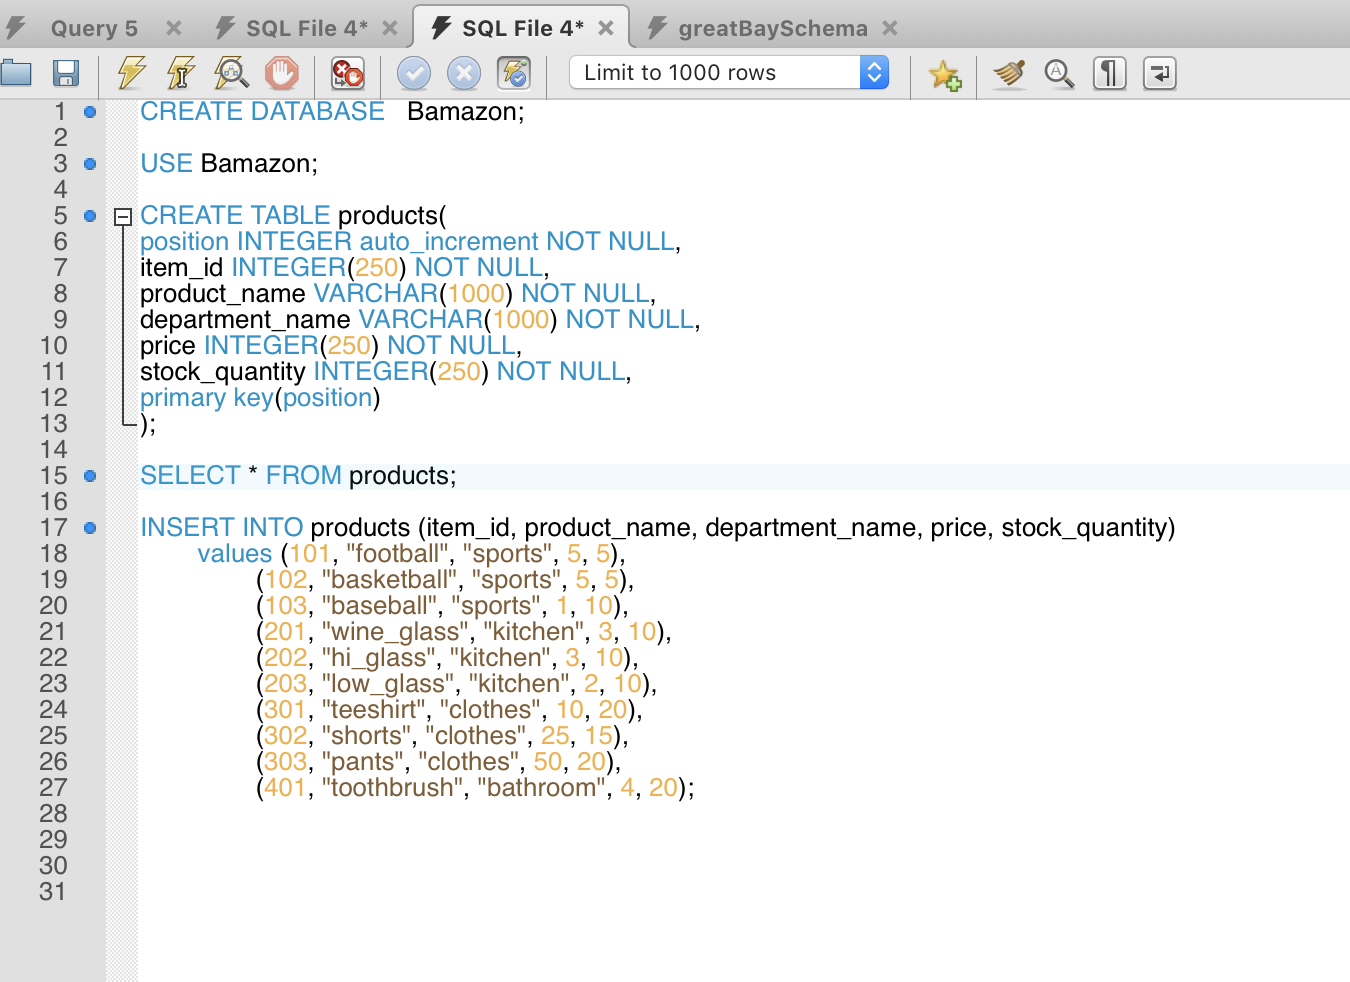 Query 5 SQL File 4* SQL File 4* greatBaySchema
Limit to 1000 rows
1 CREATE DATABASE   Bamazon;
2
3 USE Bamazon;
4
5 CREATE TABLE products(
6 position INTEGER auto_increment NOT NULL,
7 item_id INTEGER(250) NOT NULL,
8 product_name VARCHAR(1000) NOT NULL,
9 department_name VARCHAR(1000) NOT NULL,
10 price INTEGER(250) NOT NULL,
11 stock_quantity INTEGER(250) NOT NULL,
12 primary key(position)
13 );
14
15 SELECT * FROM products;
16
17 INSERT INTO products (item_id, product_name, department_name, price, stock_quantity)
18 values (101, "football", "sports", 5, 5),
19 (102, "basketball", "sports", 5, 5),
20 (103, "baseball", "sports", 1, 10),
21 (201, "wine_glass", "kitchen", 3, 10),
22 (202, "hi_glass", "kitchen", 3, 10),
23 (203, "low_glass", "kitchen", 2, 10),
24 (301, "teeshirt", "clothes", 10, 20),
25 (302, "shorts", "clothes", 25, 15),
26 (303, "pants", "clothes", 50, 20),
27 (401, "toothbrush", "bathroom", 4, 20);
28
29
30
31